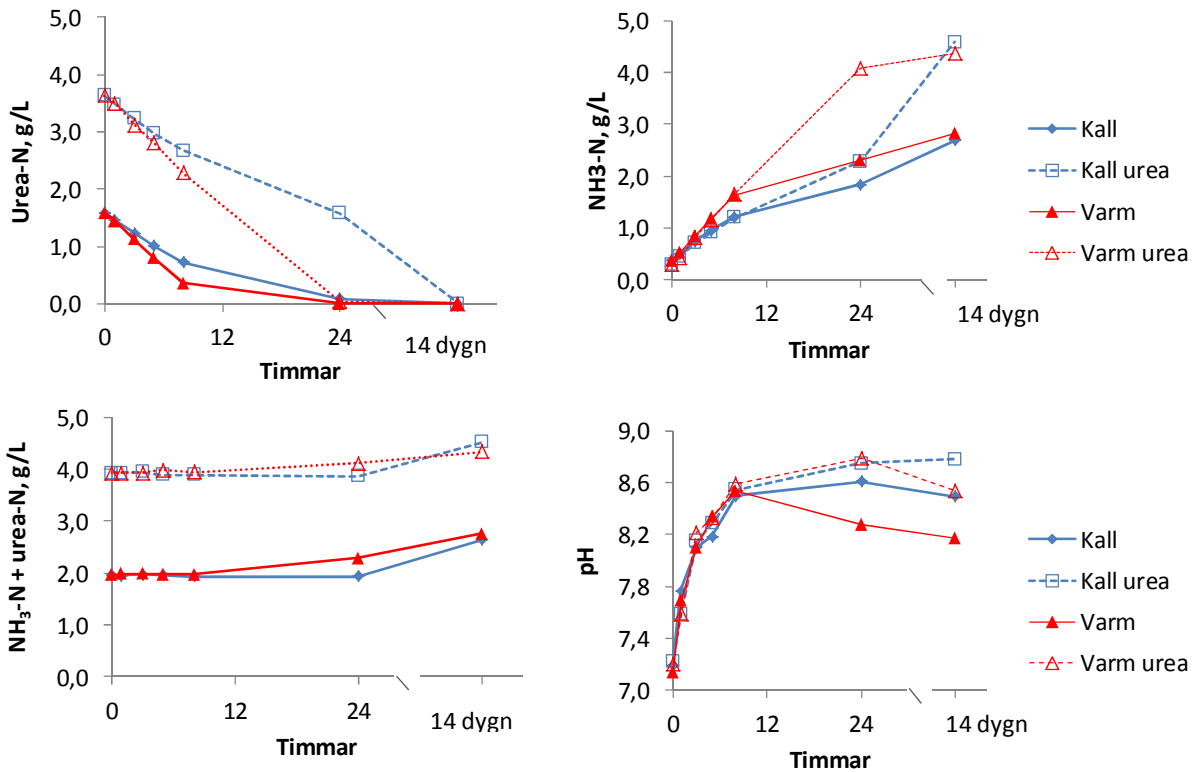 5,0
4,0
3,0
2,0
1,0
0,0
Urea-N, g/L
0
12
24
14 dygn
Timmar
5,0
4,0
3,0
2,0
1,0
0,0
NH3-N, g/L
0
12
24
14 dygn
Timmar
Kall
Kall urea
Varm
Varm urea
5,0
4,0
3,0
2,0
1,0
0,0
NH₃-N + urea-N, g/L
0
12
24
14 dygn
Timmar
9,0
8,6
8,2
7,8
7,4
7,0
pH
0
12
24
14 dygn
Timmar
Kall
Kall urea
Varm
Varm urea